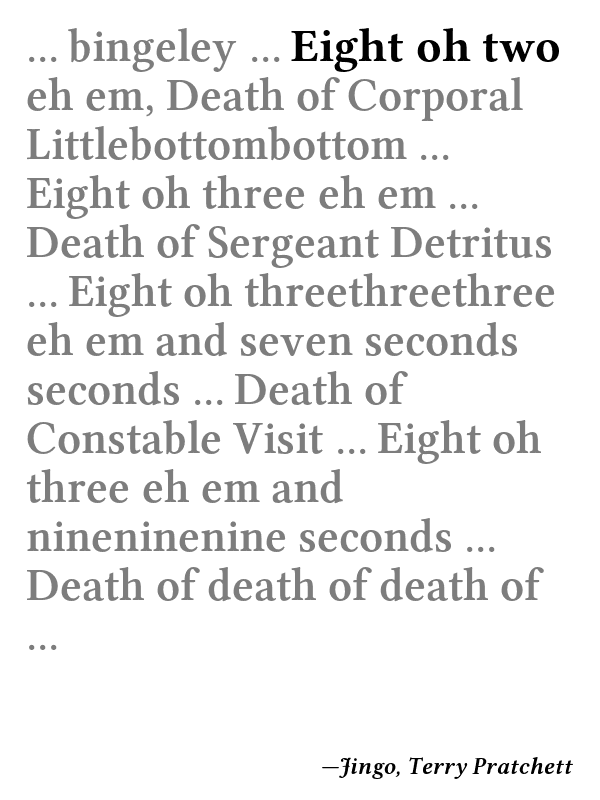 ... bingeley ... Eight oh two
eh em, Death of Corporal
Littlebottombottom ...
Eight oh three eh em ...
Death of Sergeant Detritus
... Eight oh threethreethree
eh em and seven seconds
seconds ... Death of
Constable Visit ... Eight oh
three eh em and
nineninenine seconds ...
Death of death of death of
...
—Jingo, Terry Pratchett